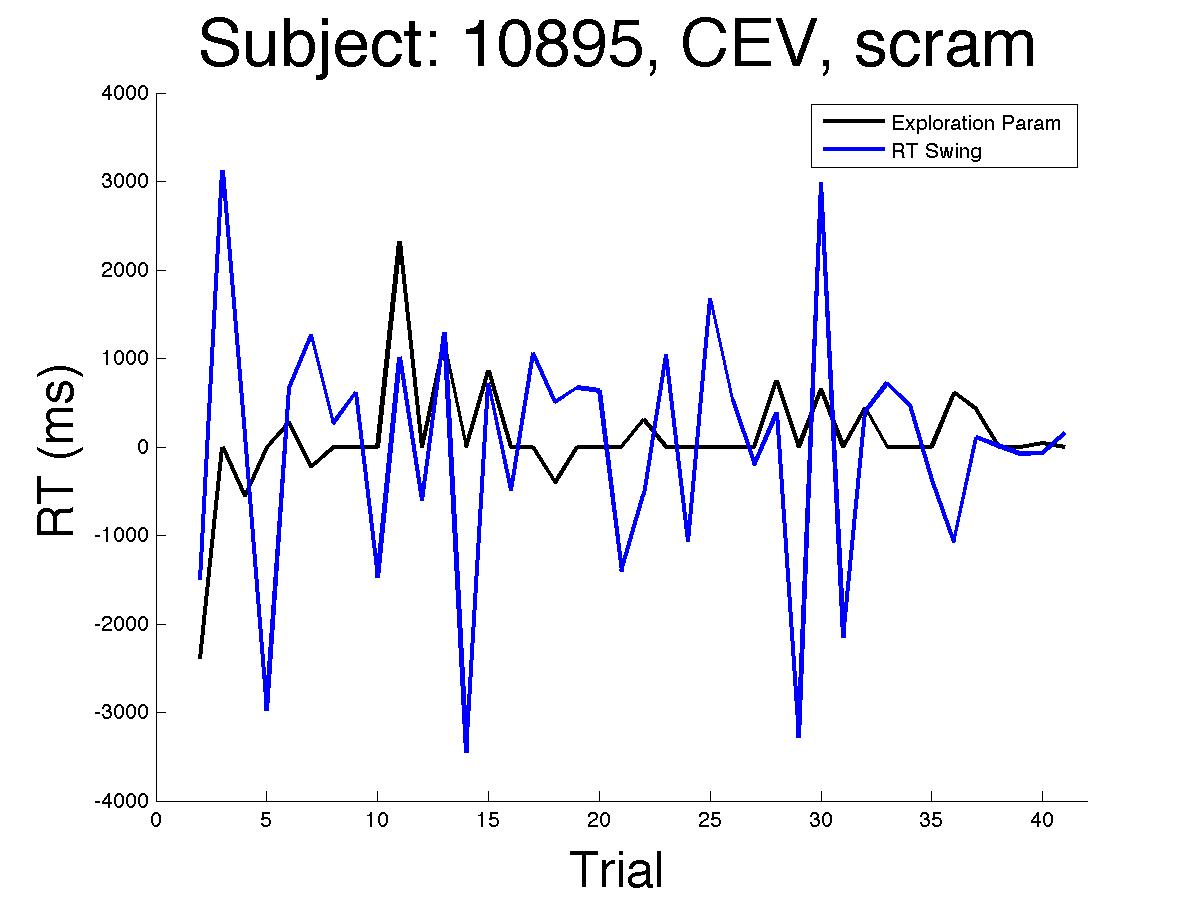 Subject: 10895, CEV, scram
4000
3000
2000
1000
0
-1000
-2000
-3000
-4000
RT (ms)
Exploration Param
RT Swing
0 5 10 15 20 25 30 35 40
Trial